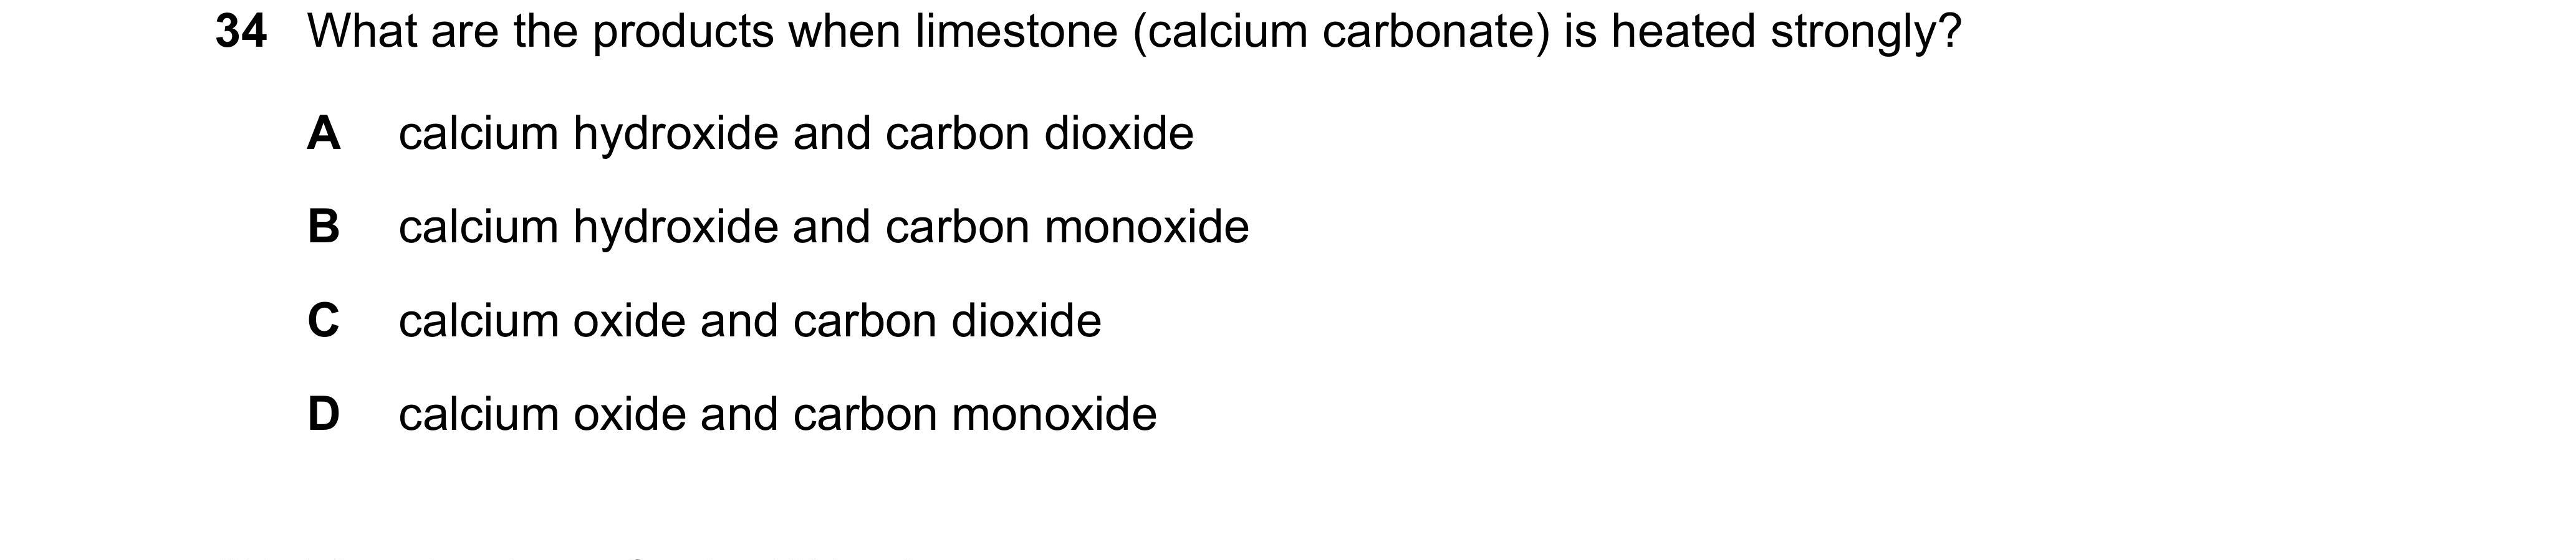 34 What are the products when limestone (calcium carbonate) is heated strongly?
A calcium hydroxide and carbon dioxide
B calcium hydroxide and carbon monoxide
C calcium oxide and carbon dioxide
D calcium oxide and carbon monoxide